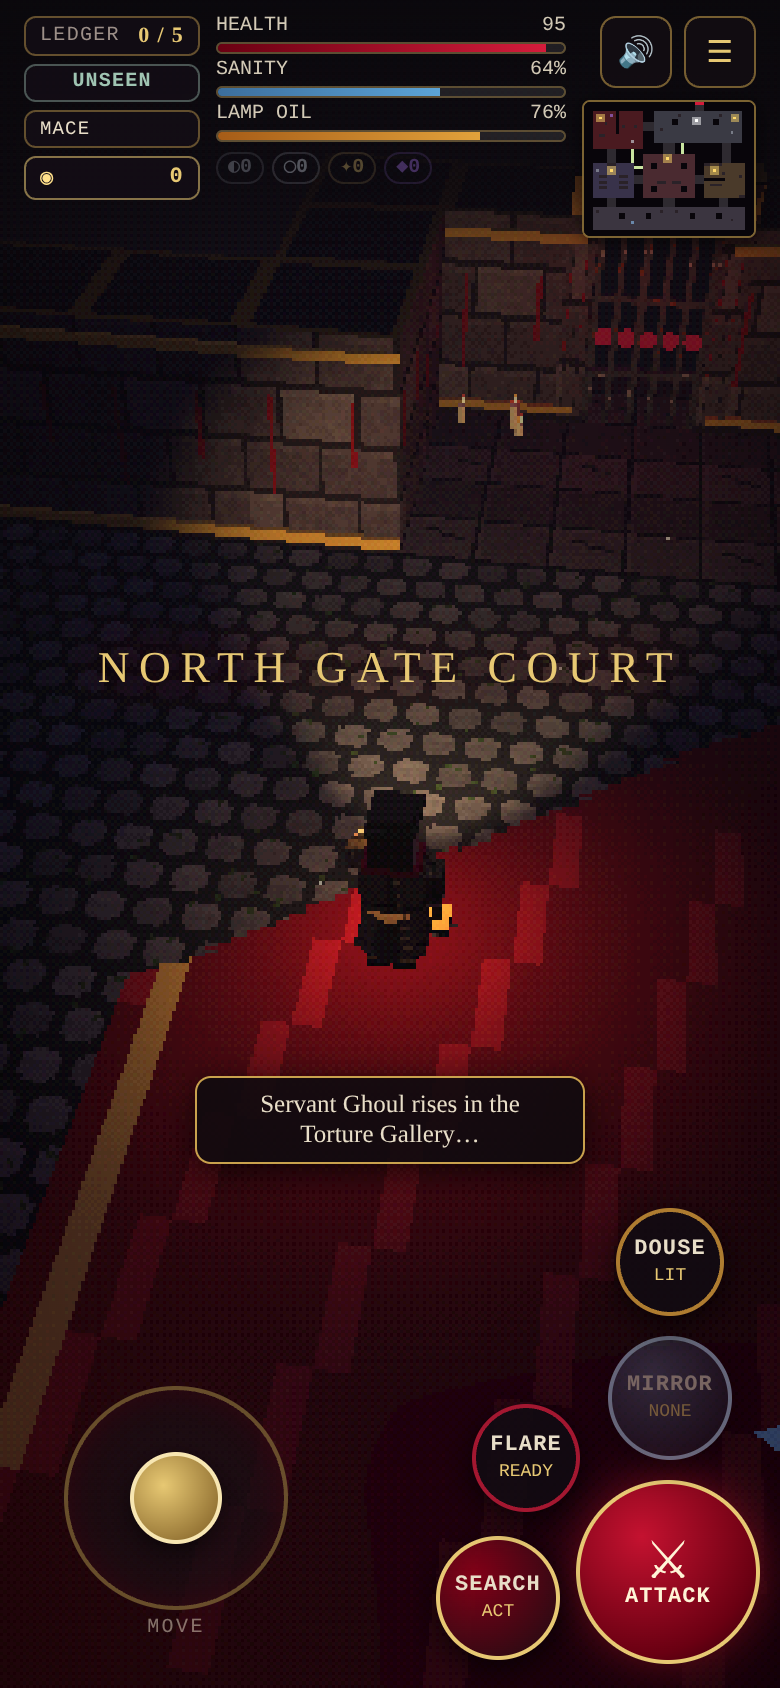 LEDGER 0 / 5
UNSEEN
MACE
◉ 0
HEALTH 95
SANITY 64%
LAMP OIL 76%
◐0 ◯0 ✦0 ◆0
NORTH GATE COURT
Servant Ghoul rises in the
Torture Gallery…
DOUSE
LIT
MIRROR
NONE
FLARE
READY
ATTACK
SEARCH
ACT
MOVE